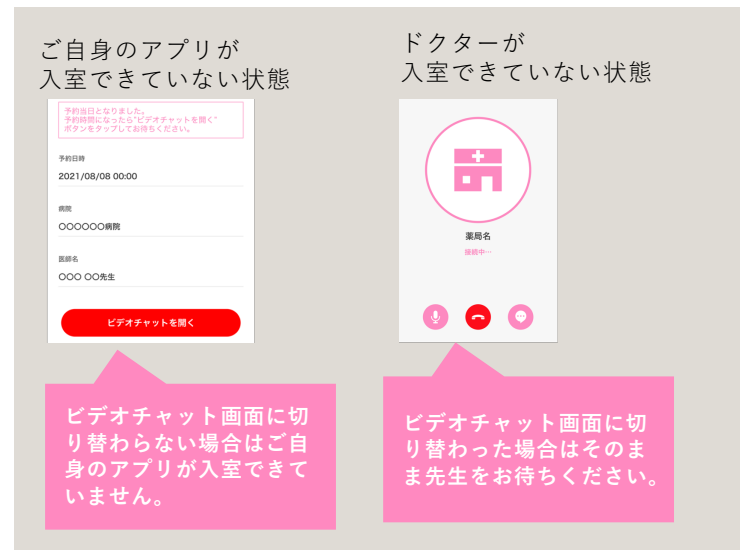 ご自身のアプリが
入室できていない状態
予約当日となりました。
予約時間になったら"ビデオチャットを開く"
ボタンをタップしてお待ちください。
予約日時
2021/08/08 00:00
病院
〇〇〇〇〇〇病院
医師名
〇〇〇 〇〇先生
ビデオチャットを開く
ビデオチャット画面に切
り替わらない場合はご自
身のアプリが入室できて
いません。
ドクターが
入室できていない状態
薬局名
接続中…
ビデオチャット画面に切
り替わった場合はそのま
ま先生をお待ちください。